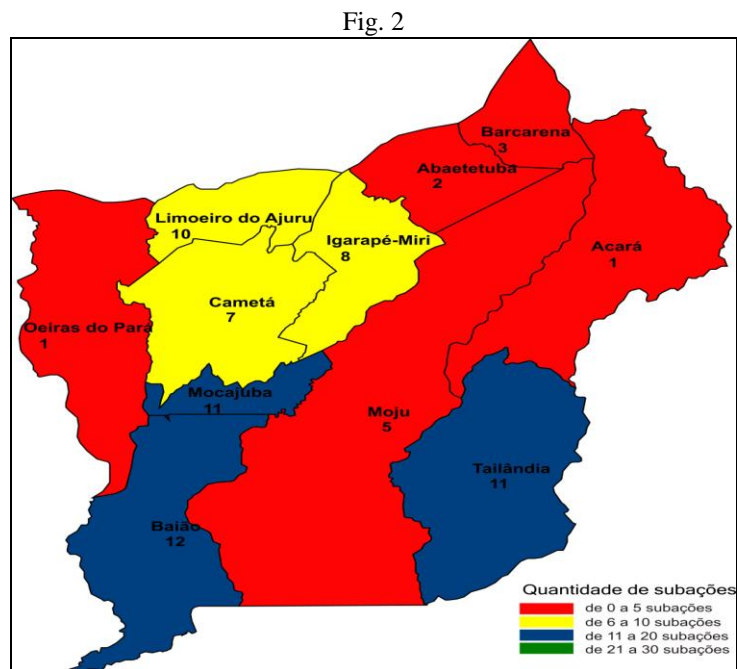 Fig. 2
Barcarena
3
Abaetetuba
2
Limoeiro do Ajuru
10
Igarapé-Miri
8
Acará
1
Cametá
7
Oeiras do Pará
1
Mocajuba
11
Moju
5
Tailândia
11
Baião
12
Quantidade de subações
de 0 a 5 subações
de 6 a 10 subações
de 11 a 20 subações
de 21 a 30 subações